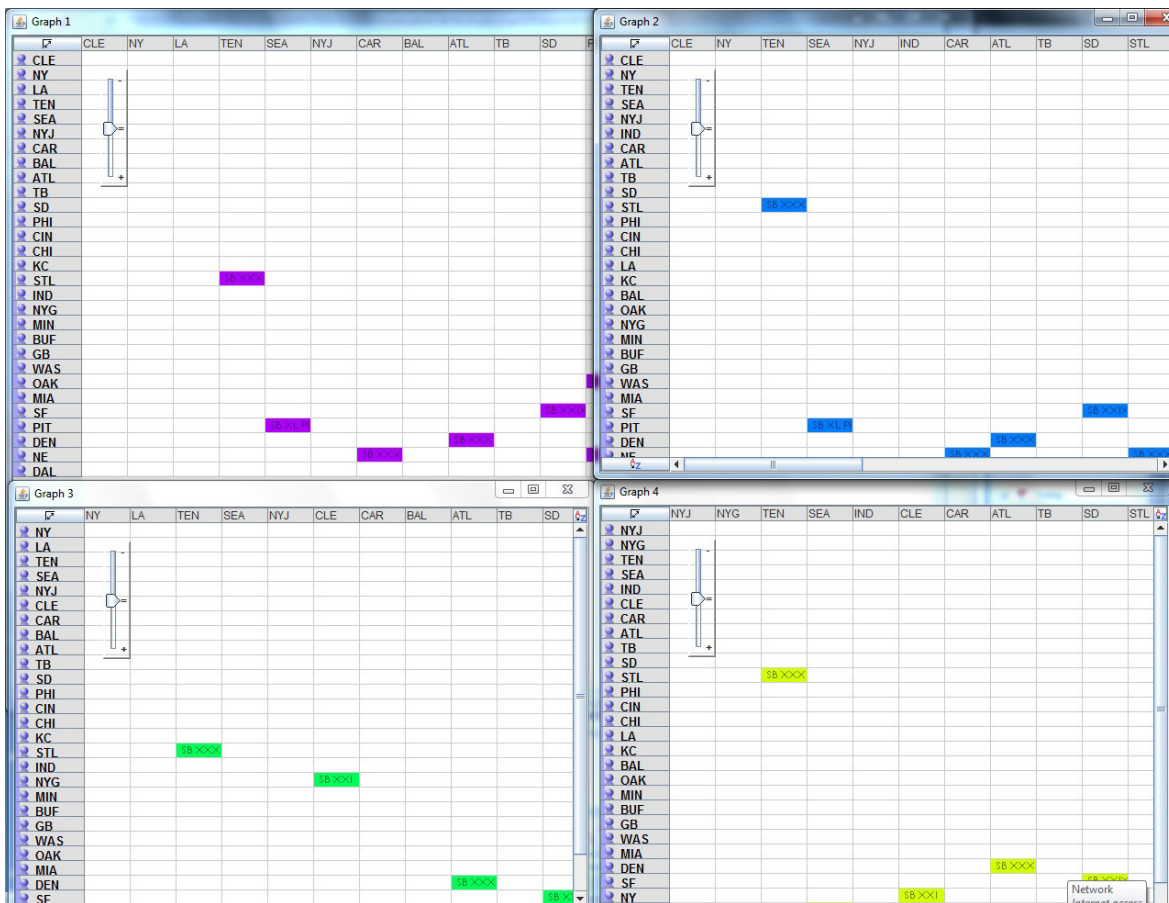 Graph 1
CLE NY LA TEN SEA NYJ CAR BAL ATL TB SD
CLE
NY
LA
TEN
SEA
NYJ
CAR
BAL
ATL
TB
SD
PHI
CIN
CHI
KC
STL SB XXX
IND
NYG
MIN
BUF
GB
WAS
OAK
MIA
SF SB XXIX
PIT SB XL PI
DEN SB XXX
NE SB XXX
DAL
- = +
Graph 2
CLE NY TEN SEA NYJ IND CAR ATL TB SD STL
CLE
NY
TEN
SEA
NYJ
IND
CAR
ATL
TB
SD
STL SB XXX
PHI
CIN
CHI
LA
KC
BAL
OAK
NYG
MIN
BUF
GB
WAS
MIA
SF SB XXIX
PIT SB XL PI
DEN SB XXX
NE SB XXX SB XXX
- = +
Graph 3
NY LA TEN SEA NYJ CLE CAR BAL ATL TB SD
NY
LA
TEN
SEA
NYJ
CLE
CAR
BAL
ATL
TB
SD
PHI
CIN
CHI
KC
STL SB XXX
IND
NYG SB XXI
MIN
BUF
GB
WAS
OAK
MIA
DEN SB XXX
SF
- = +
Graph 4
NYJ NYG TEN SEA IND CLE CAR ATL TB SD STL
NYJ
NYG
TEN
SEA
IND
CLE
CAR
ATL
TB
SD
STL SB XXX
PHI
CIN
CHI
LA
KC
BAL
OAK
MIN
BUF
GB
WAS
MIA
DEN SB XXX
SF
NY SB XXI
- = +
Network
Internet access